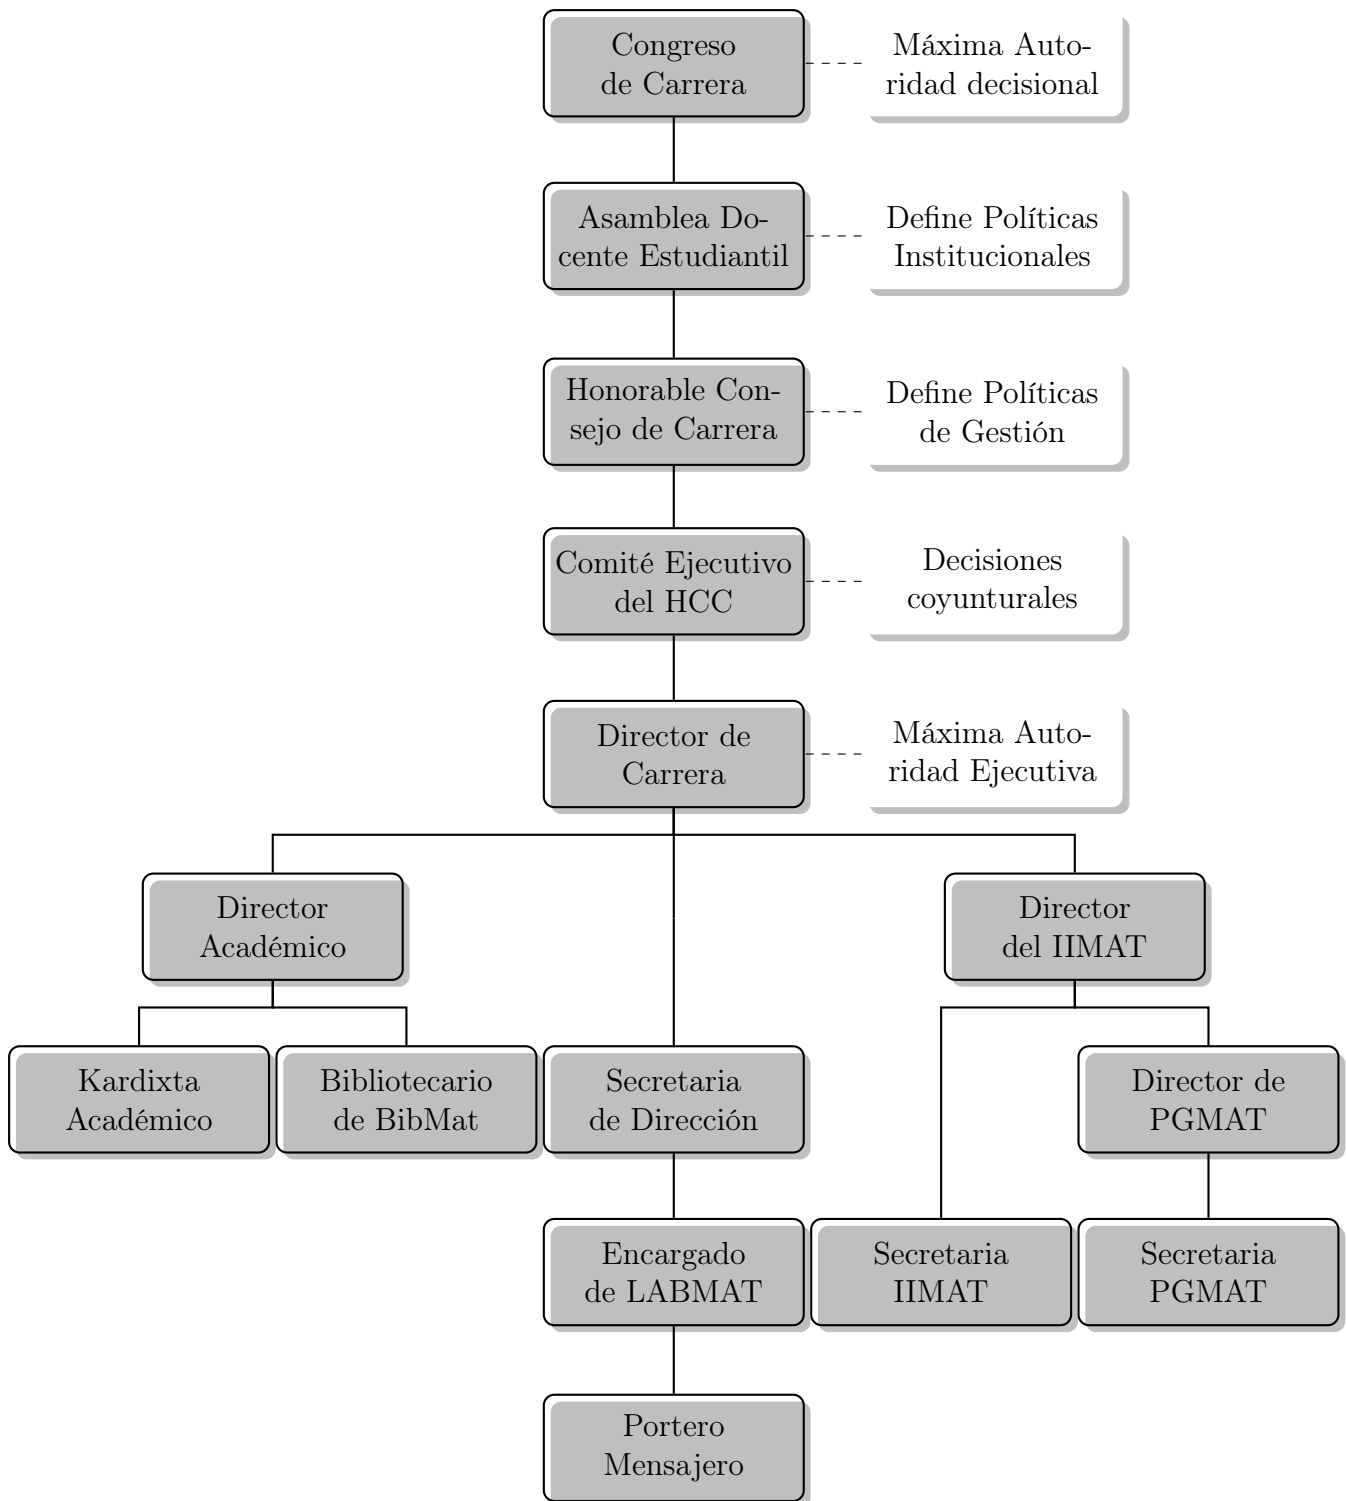 Congreso
de Carrera
Máxima Auto-
ridad decisional
Asamblea Do-
cente Estudiantil
Define Políticas
Institucionales
Honorable Con-
sejo de Carrera
Define Políticas
de Gestión
Comité Ejecutivo
del HCC
Decisiones
coyunturales
Director de
Carrera
Máxima Auto-
ridad Ejecutiva
Director
Académico
Director
del IIMAT
Kardixta
Académico
Bibliotecario
de BibMat
Secretaria
de Dirección
Director de
PGMAT
Encargado
de LABMAT
Secretaria
IIMAT
Secretaria
PGMAT
Portero
Mensajero